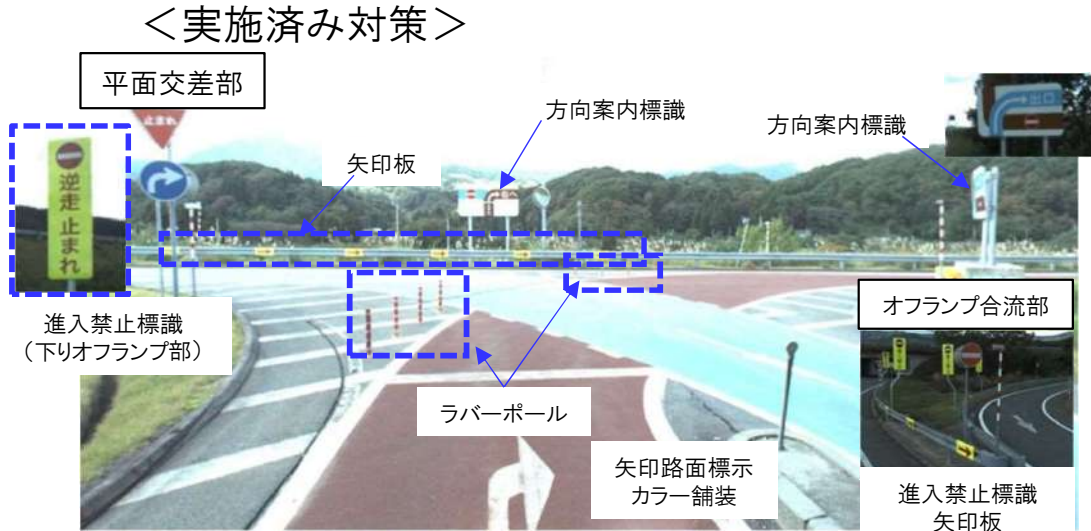 ＜実施済み対策＞
平面交差部
止まれ
逆走 止まれ
進入禁止標識
（下りオフランプ部）
矢印板
方向案内標識
方向案内標識
出口
ラバーポール
矢印路面標示
カラー舗装
オフランプ合流部
進入禁止標識
矢印板